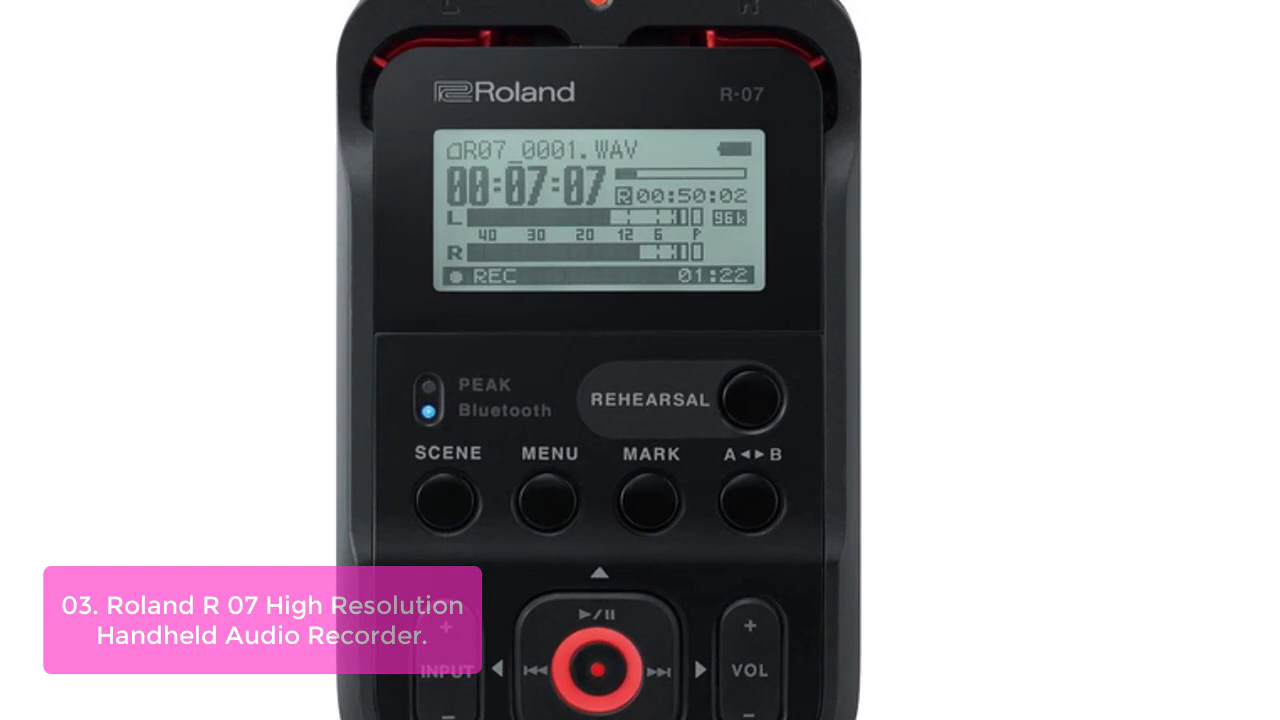 L R
Roland R-07
R07_0001.WAV
00:07:07
R 00:50:02
L 96k
40 30 20 12 6 P
R
REC 01:22
PEAK
Bluetooth
REHEARSAL
SCENE MENU MARK A◄►B
03. Roland R 07 High Resolution
Handheld Audio Recorder.
+ ►/II +
INPUT VOL
- -